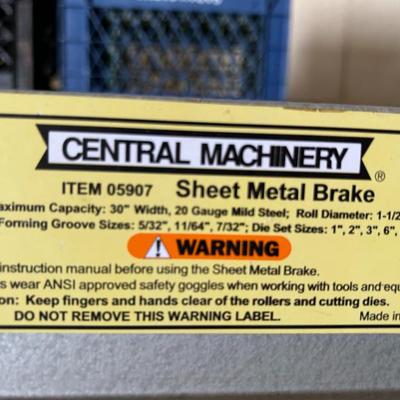 CENTRAL MACHINERY®
ITEM 05907 Sheet Metal Brake
aximum Capacity: 30" Width, 20 Gauge Mild Steel; Roll Diameter: 1-1/2
Forming Groove Sizes: 5/32", 11/64", 7/32"; Die Set Sizes: 1", 2", 3", 6",
WARNING
instruction manual before using the Sheet Metal Brake.
s wear ANSI approved safety goggles when working with tools and equ
on: Keep fingers and hands clear of the rollers and cutting dies.
DO NOT REMOVE THIS WARNING LABEL. Made in